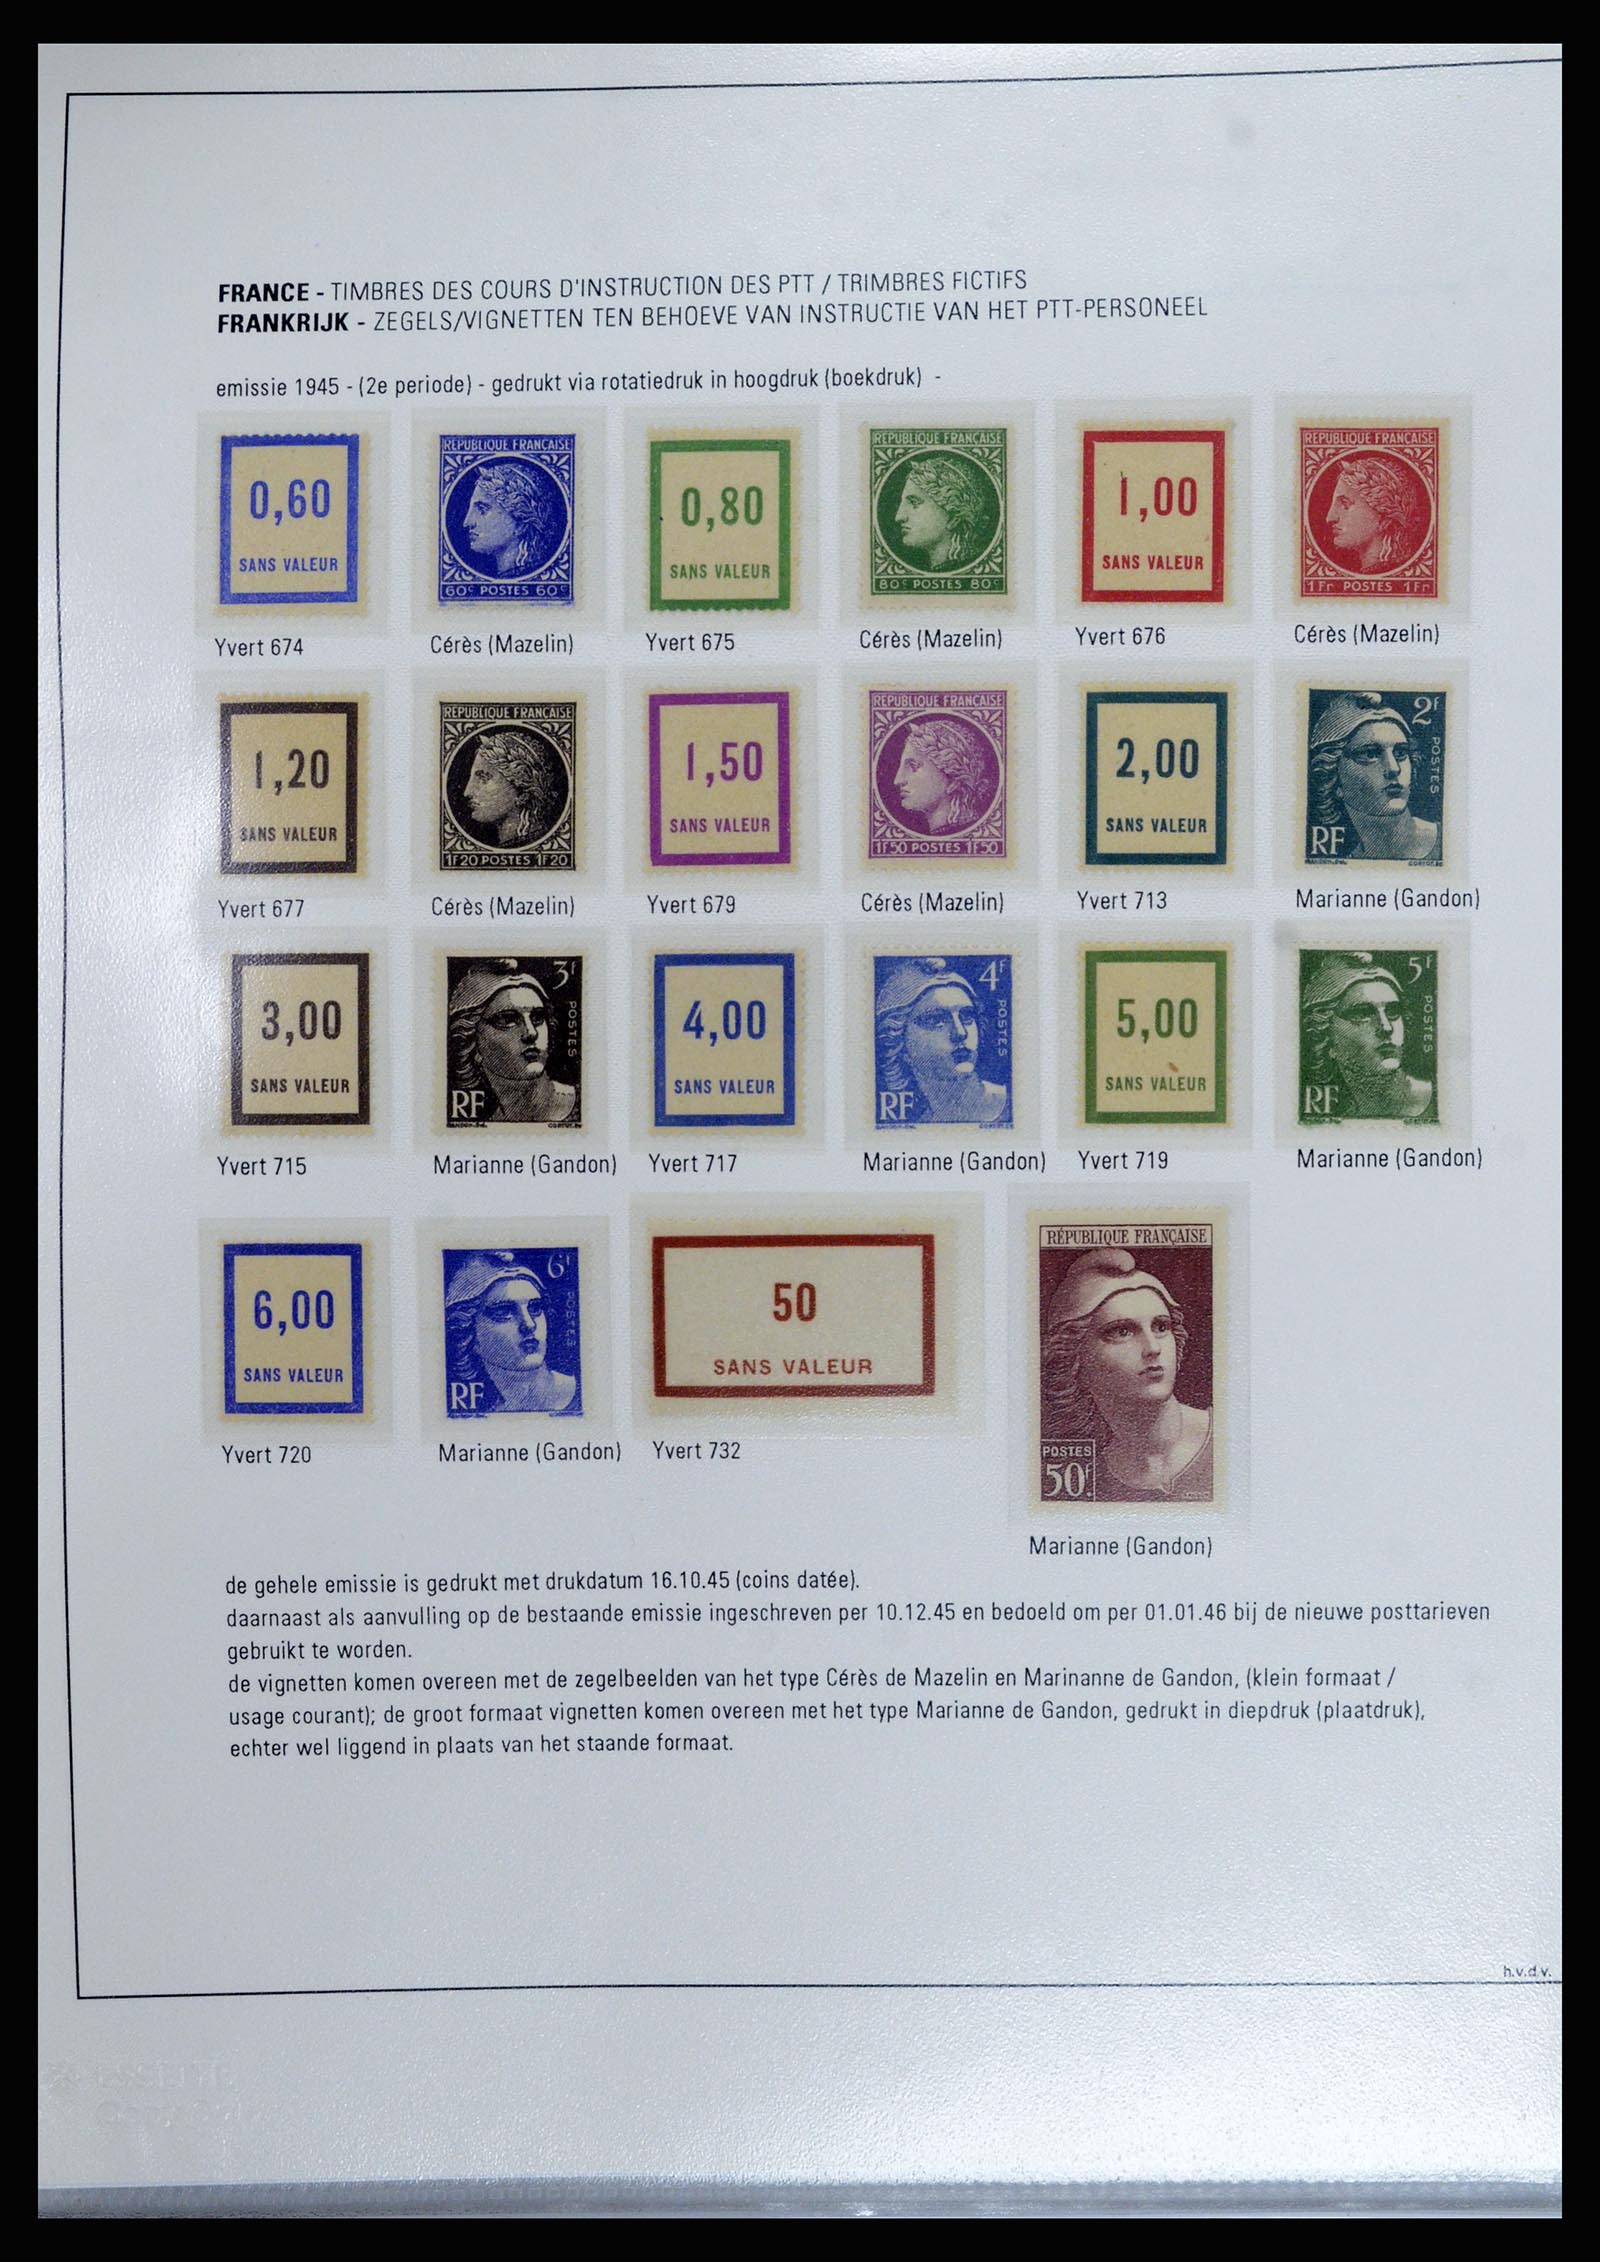 FRANCE - TIMBRES DES COURS D'INSTRUCTION DES PTT / TRIMBRES FICTIFS
FRANKRIJK - ZEGELS/VIGNETTEN TEN BEHOEVE VAN INSTRUCTIE VAN HET PTT-PERSONEEL
emissie 1945 - (2e periode) - gedrukt via rotatiedruk in hoogdruk (boekdruk) -
0,60
SANS VALEUR
REPUBLIQUE FRANÇAISE
60c POSTES 60c
0,80
SANS VALEUR
REPUBLIQUE FRANÇAISE
80c POSTES 80c
1,00
SANS VALEUR
REPUBLIQUE FRANÇAISE
1Fr POSTES 1Fr
Yvert 674
Cérès (Mazelin)
Yvert 675
Cérès (Mazelin)
Yvert 676
Cérès (Mazelin)
1,20
SANS VALEUR
REPUBLIQUE FRANÇAISE
1F20 POSTES 1F20
1,50
SANS VALEUR
REPUBLIQUE FRANÇAISE
1F50 POSTES 1F50
2,00
SANS VALEUR
2f
POSTES
RF
Yvert 677
Cérès (Mazelin)
Yvert 679
Cérès (Mazelin)
Yvert 713
Marianne (Gandon)
3,00
SANS VALEUR
3f
POSTES
RF
4,00
SANS VALEUR
4f
POSTES
RF
5,00
SANS VALEUR
5f
POSTES
RF
Yvert 715
Marianne (Gandon)
Yvert 717
Marianne (Gandon)
Yvert 719
Marianne (Gandon)
6,00
SANS VALEUR
6f
POSTES
RF
50
SANS VALEUR
RÉPUBLIQUE FRANÇAISE
POSTES
50f.
Yvert 720
Marianne (Gandon)
Yvert 732
Marianne (Gandon)
de gehele emissie is gedrukt met drukdatum 16.10.45 (coins datée).
daarnaast als aanvulling op de bestaande emissie ingeschreven per 10.12.45 en bedoeld om per 01.01.46 bij de nieuwe posttarieven
gebruikt te worden.
de vignetten komen overeen met de zegelbeelden van het type Cérès de Mazelin en Marinanne de Gandon, (klein formaat /
usage courant); de groot formaat vignetten komen overeen met het type Marianne de Gandon, gedrukt in diepdruk (plaatdruk),
echter wel liggend in plaats van het staande formaat.
h.v.d.v.
ESSELTE